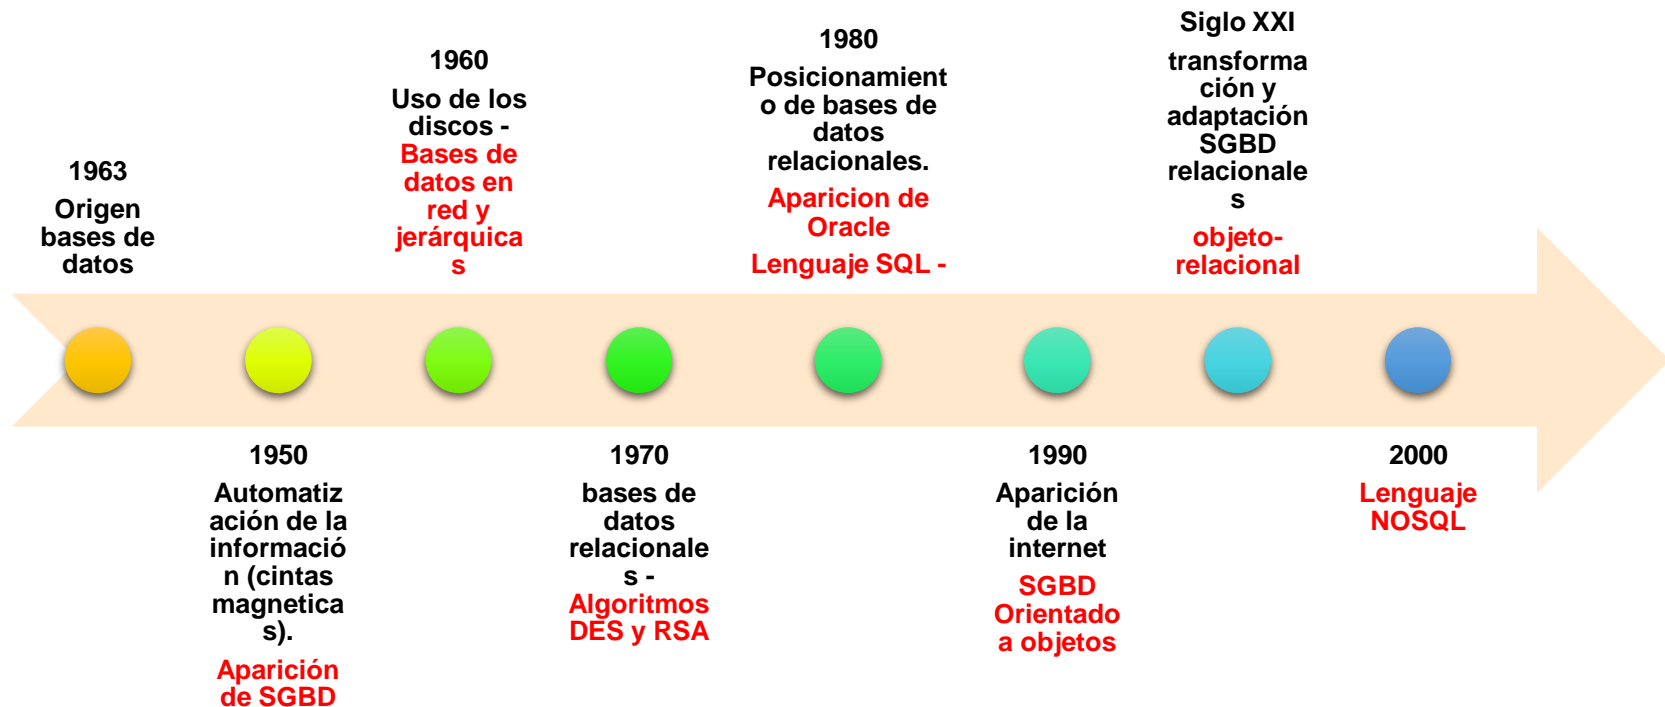 1963
Origen
bases de
datos
1950
Automatiz
ación de la
informació
n (cintas
magnetica
s).
Aparición
de SGBD
1960
Uso de los
discos -
Bases de
datos en
red y
jerárquica
s
1970
bases de
datos
relacionale
s -
Algoritmos
DES y RSA
1980
Posicionamient
o de bases de
datos
relacionales.
Aparicion de
Oracle
Lenguaje SQL -
1990
Aparición
de la
internet
SGBD
Orientado
a objetos
Siglo XXI
transforma
ción y
adaptación
SGBD
relacionale
s
objeto-
relacional
2000
Lenguaje
NOSQL